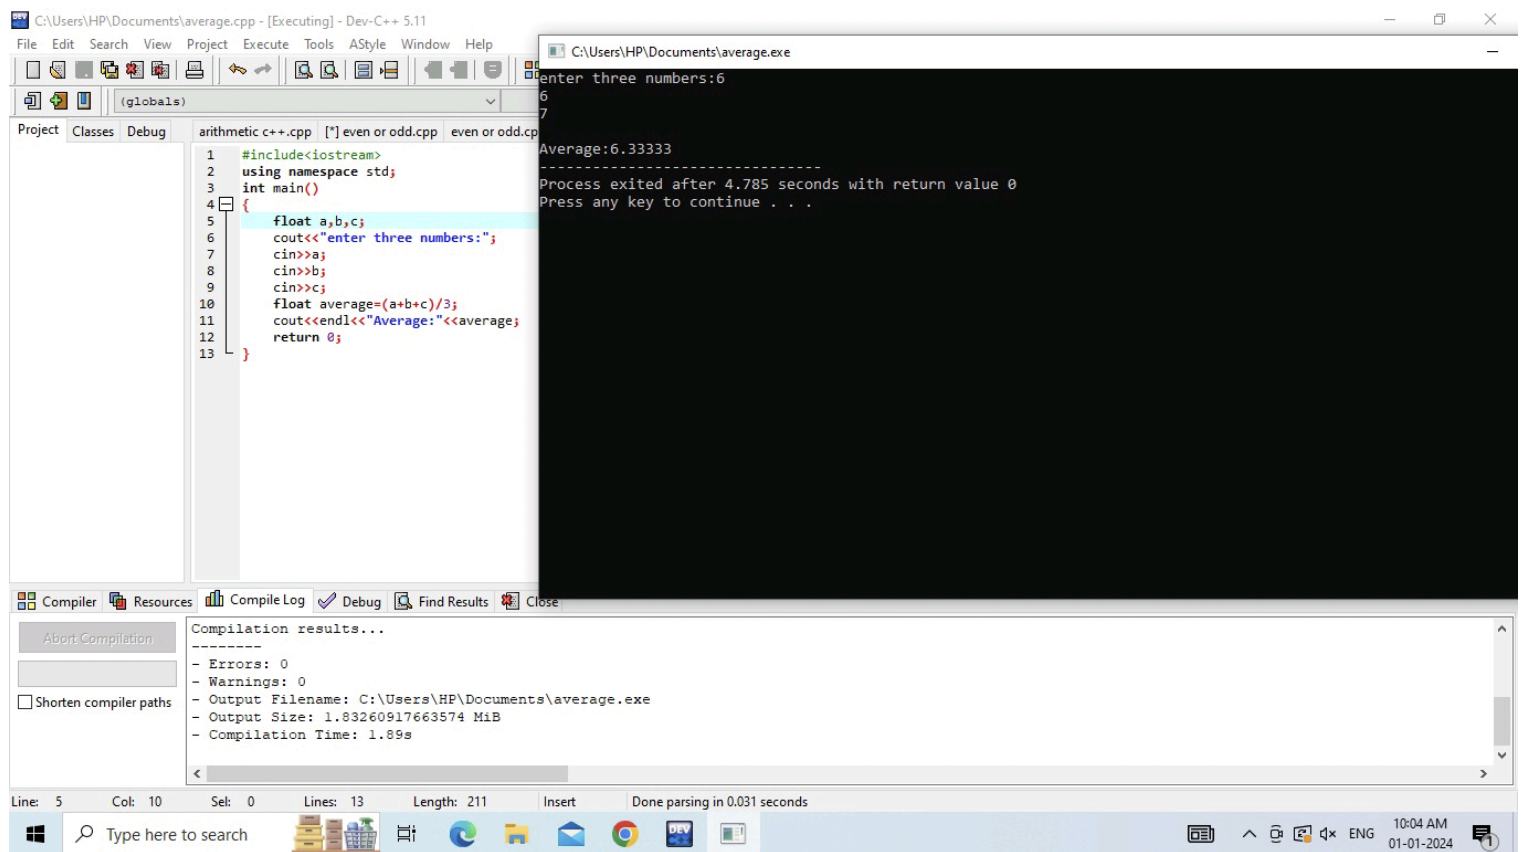 C:\Users\HP\Documents\average.cpp - [Executing] - Dev-C++ 5.11
File Edit Search View Project Execute Tools AStyle Window Help
(globals)
Project Classes Debug
arithmetic c++.cpp [*] even or odd.cpp even or odd.cp
1 #include<iostream>
2 using namespace std;
3 int main()
4 {
5 float a,b,c;
6 cout<<"enter three numbers:";
7 cin>>a;
8 cin>>b;
9 cin>>c;
10 float average=(a+b+c)/3;
11 cout<<endl<<"Average:"<<average;
12 return 0;
13 }
C:\Users\HP\Documents\average.exe
enter three numbers:6
6
7
Average:6.33333
--------------------------------
Process exited after 4.785 seconds with return value 0
Press any key to continue . . .
Compiler Resources Compile Log Debug Find Results Close
Abort Compilation
Shorten compiler paths
Compilation results...
--------
- Errors: 0
- Warnings: 0
- Output Filename: C:\Users\HP\Documents\average.exe
- Output Size: 1.83260917663574 MiB
- Compilation Time: 1.89s
Line: 5 Col: 10 Sel: 0 Lines: 13 Length: 211 Insert Done parsing in 0.031 seconds
Type here to search
DEV
ENG
10:04 AM
01-01-2024
1